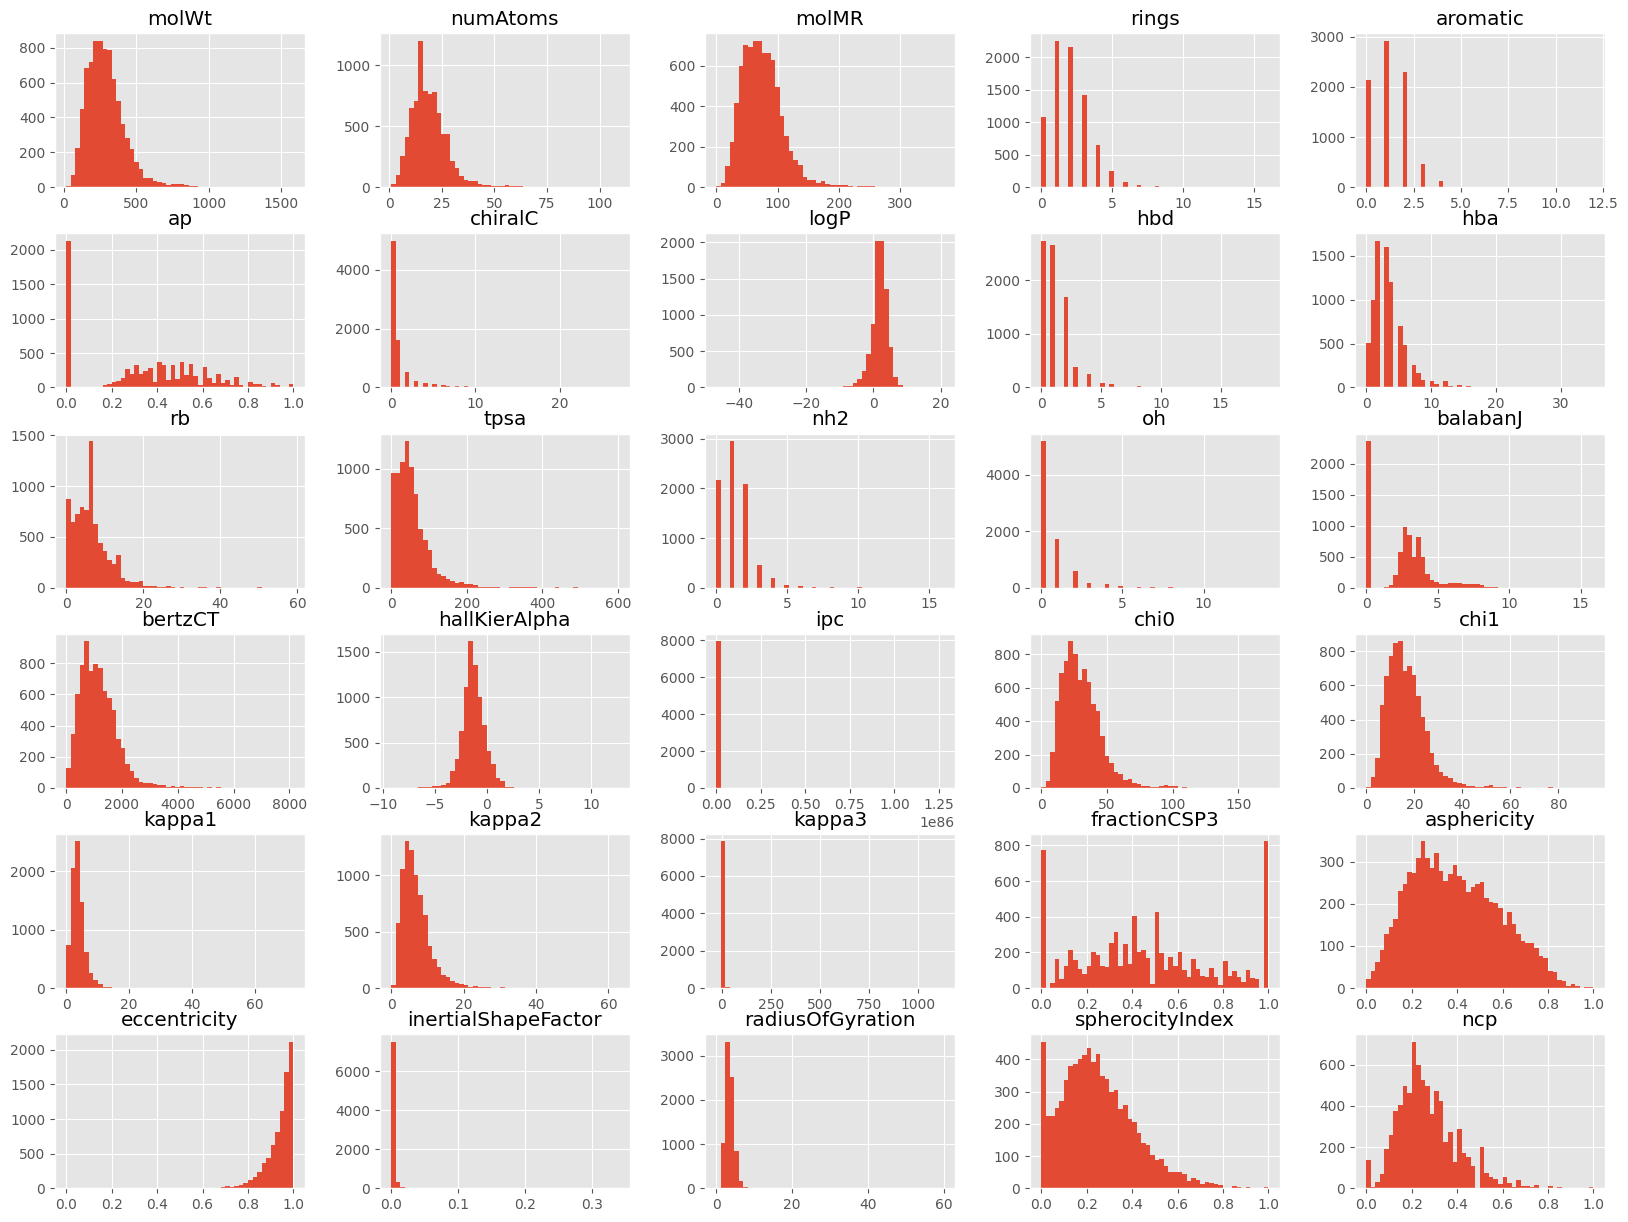 molWt numAtoms molMR rings aromatic
800 600 400 200 0
1000 500 0
600 400 200 0
2000 1500 1000 500 0
3000 2000 1000 0
0 500 1000 1500
0 25 50 75 100
0 100 200 300
0 5 10 15
0.0 2.5 5.0 7.5 10.0 12.5
ap chiralC logP hbd hba
2000 1500 1000 500 0
4000 2000 0
2000 1500 1000 500 0
2000 1000 0
1500 1000 500 0
0.0 0.2 0.4 0.6 0.8 1.0
0 10 20
−40 −20 0 20
0 5 10 15
0 10 20 30
rb tpsa nh2 oh balabanJ
1500 1000 500 0
1000 500 0
3000 2000 1000 0
4000 2000 0
2000 1500 1000 500 0
0 20 40 60
0 200 400 600
0 5 10 15
0 5 10
0 5 10 15
bertzCT hallKierAlpha ipc chi0 chi1
800 600 400 200 0
1500 1000 500 0
8000 6000 4000 2000 0
800 600 400 200 0
800 600 400 200 0
0 2000 4000 6000 8000
−10 −5 0 5 10
0.00 0.25 0.50 0.75 1.00 1.25
1e86
0 50 100 150
0 20 40 60 80
kappa1 kappa2 kappa3 fractionCSP3 asphericity
2000 1000 0
1000 500 0
8000 6000 4000 2000 0
800 600 400 200 0
300 200 100 0
0 20 40 60
0 20 40 60
0 250 500 750 1000
0.0 0.2 0.4 0.6 0.8 1.0
0.0 0.2 0.4 0.6 0.8 1.0
eccentricity inertialShapeFactor radiusOfGyration spherocityIndex ncp
2000 1500 1000 500 0
6000 4000 2000 0
3000 2000 1000 0
400 300 200 100 0
600 400 200 0
0.0 0.2 0.4 0.6 0.8 1.0
0.0 0.1 0.2 0.3
0 20 40 60
0.0 0.2 0.4 0.6 0.8 1.0
0.0 0.2 0.4 0.6 0.8 1.0